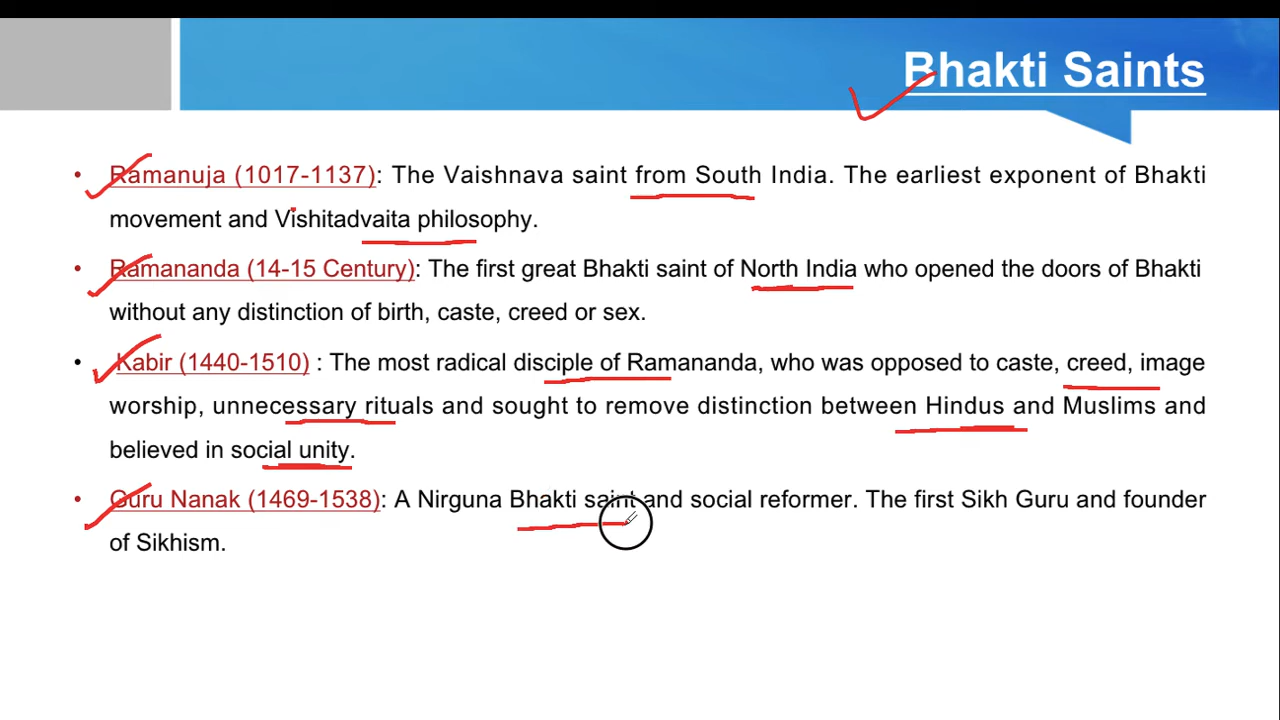 Bhakti Saints
• Ramanuja (1017-1137): The Vaishnava saint from South India. The earliest exponent of Bhakti
movement and Vishitadvaita philosophy.
• Ramananda (14-15 Century): The first great Bhakti saint of North India who opened the doors of Bhakti
without any distinction of birth, caste, creed or sex.
• Kabir (1440-1510) : The most radical disciple of Ramananda, who was opposed to caste, creed, image
worship, unnecessary rituals and sought to remove distinction between Hindus and Muslims and
believed in social unity.
• Guru Nanak (1469-1538): A Nirguna Bhakti saint and social reformer. The first Sikh Guru and founder
of Sikhism.